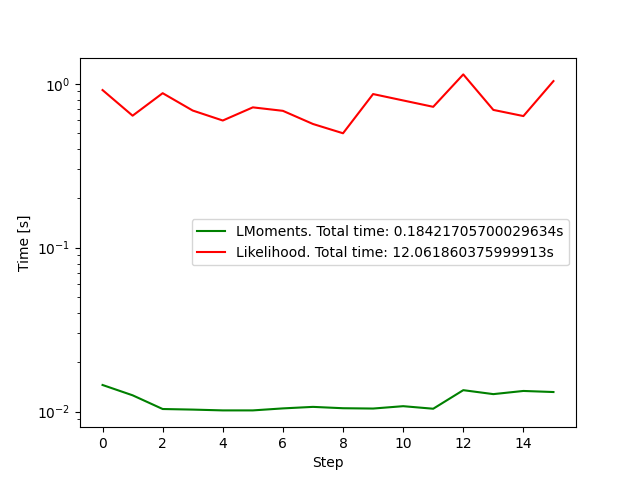 10⁰
10⁻¹
10⁻²
Time [s]
LMoments. Total time: 0.18421705700029634s
Likelihood. Total time: 12.061860375999913s
0 2 4 6 8 10 12 14
Step